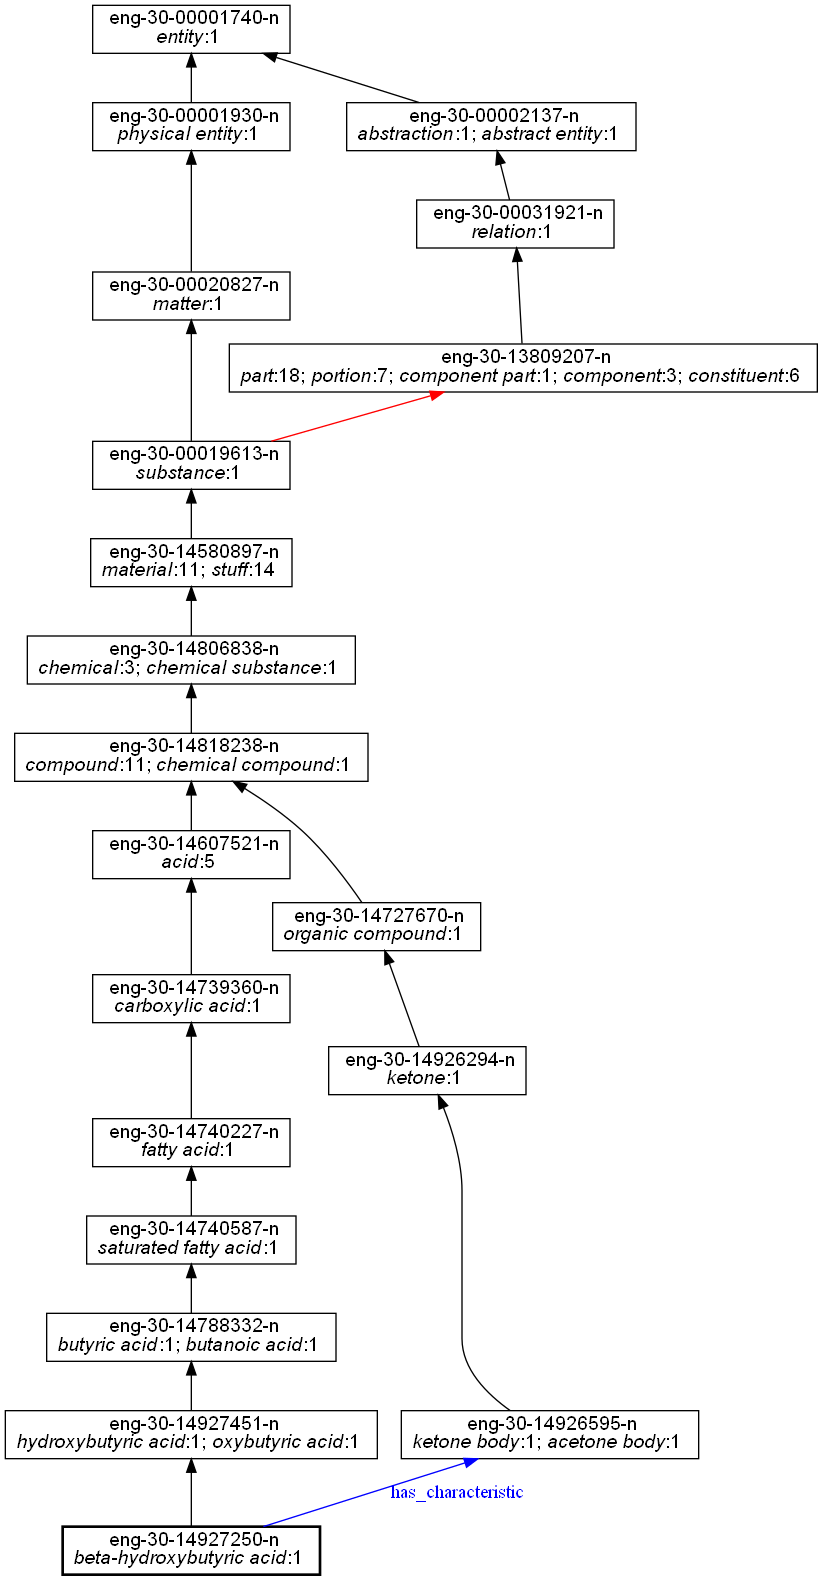 eng-30-00001740-n
entity:1
eng-30-00001930-n
physical entity:1
eng-30-00002137-n
abstraction:1; abstract entity:1
eng-30-00031921-n
relation:1
eng-30-00020827-n
matter:1
eng-30-13809207-n
part:18; portion:7; component part:1; component:3; constituent:6
eng-30-00019613-n
substance:1
eng-30-14580897-n
material:11; stuff:14
eng-30-14806838-n
chemical:3; chemical substance:1
eng-30-14818238-n
compound:11; chemical compound:1
eng-30-14607521-n
acid:5
eng-30-14727670-n
organic compound:1
eng-30-14739360-n
carboxylic acid:1
eng-30-14926294-n
ketone:1
eng-30-14740227-n
fatty acid:1
eng-30-14740587-n
saturated fatty acid:1
eng-30-14788332-n
butyric acid:1; butanoic acid:1
eng-30-14927451-n
hydroxybutyric acid:1; oxybutyric acid:1
eng-30-14926595-n
ketone body:1; acetone body:1
has_characteristic
eng-30-14927250-n
beta-hydroxybutyric acid:1